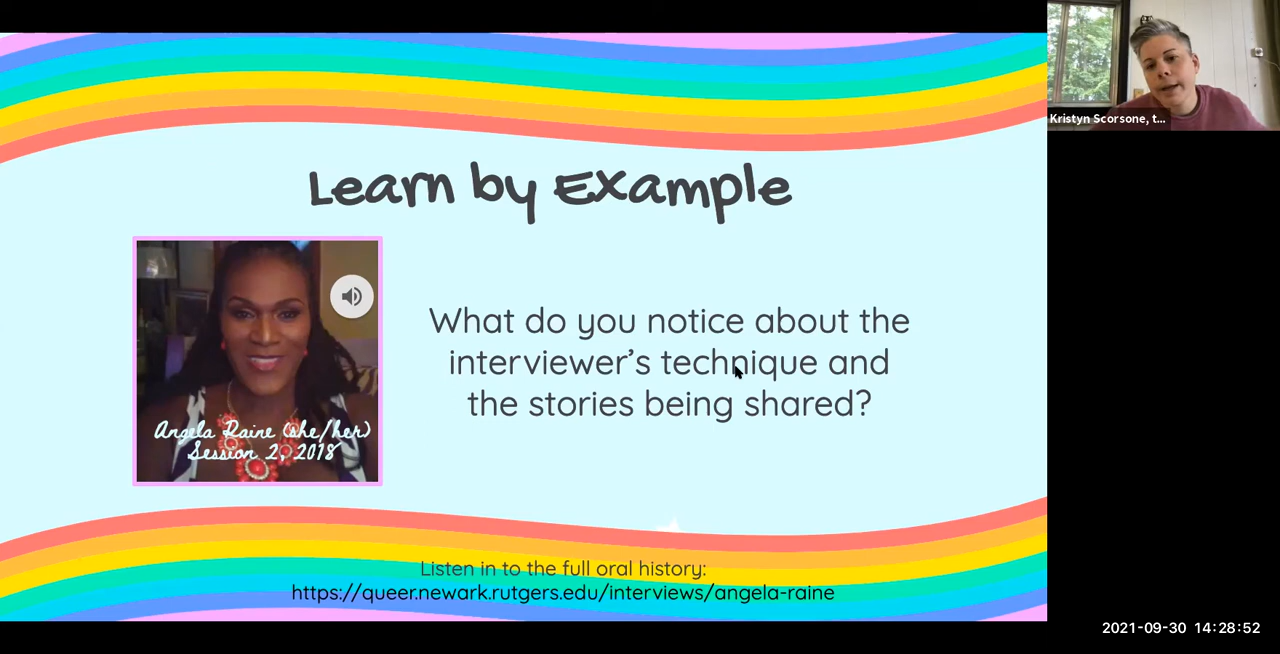 Learn by Example
Angela Raine (she/her)
Session 2, 2018
What do you notice about the
interviewer’s technique and
the stories being shared?
Listen in to the full oral history:
https://queer.newark.rutgers.edu/interviews/angela-raine
Kristyn Scorsone, t...
2021-09-30 14:28:52